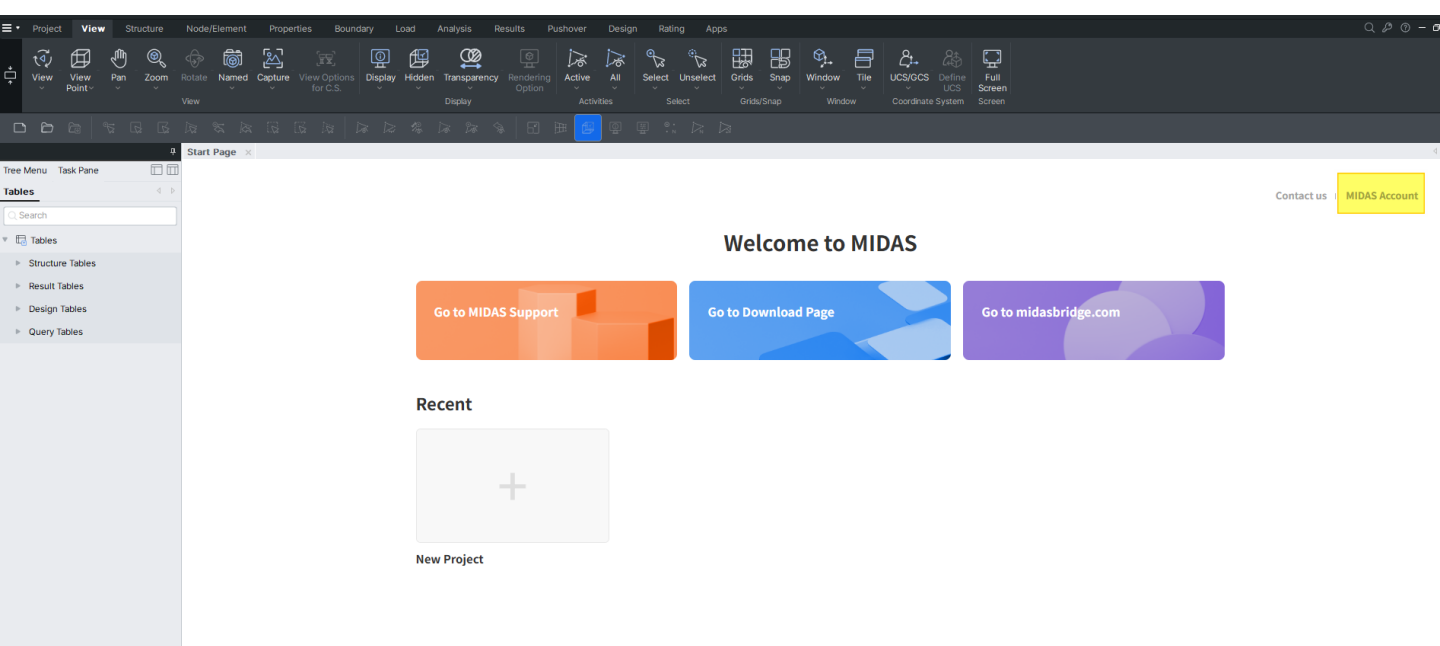 Project View Structure Node/Element Properties Boundary Load Analysis Results Pushover Design Rating Apps
View View Point Pan Zoom Rotate Named Capture View Options for C.S. Display Hidden Transparency Rendering Option Active All Select Unselect Grids Snap Window Tile UCS/GCS Define UCS Full Screen
View Display Activities Select Grids/Snap Window Coordinate System Screen
Start Page
Tree Menu Task Pane
Tables
Search
Tables
Structure Tables
Result Tables
Design Tables
Query Tables
Contact us MIDAS Account
Welcome to MIDAS
Go to MIDAS Support Go to Download Page Go to midasbridge.com
Recent
New Project